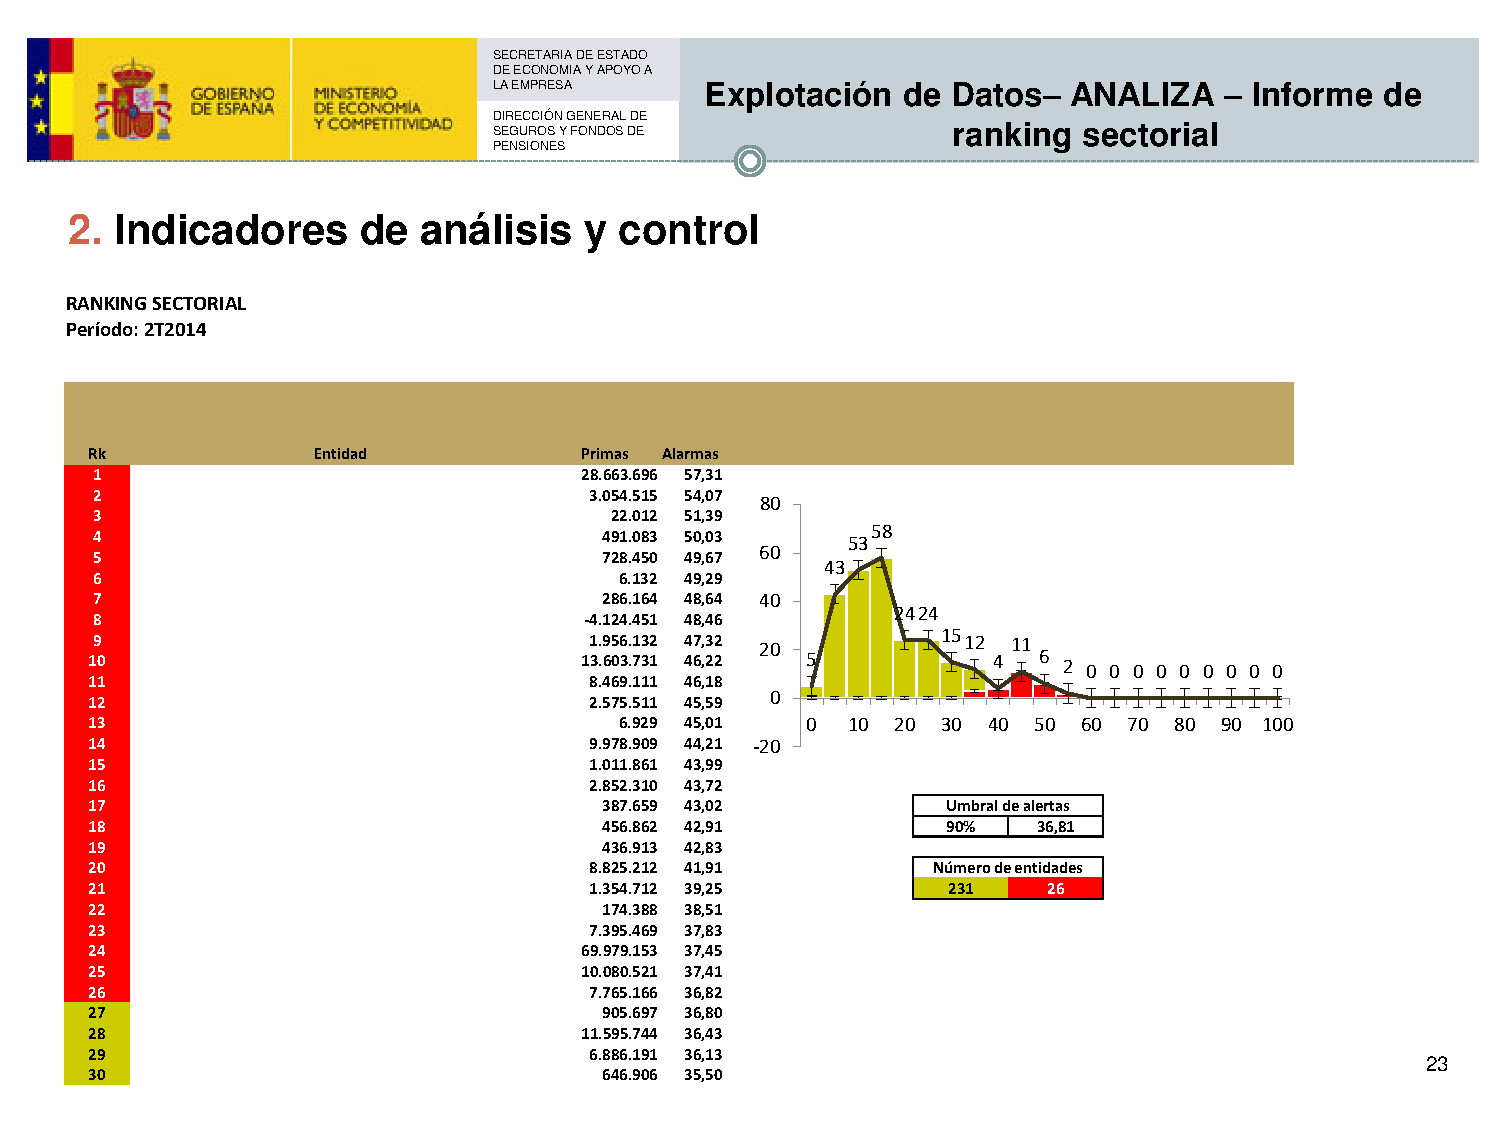 GOBIERNO
DE ESPAÑA
MINISTERIO
DE ECONOMÍA
Y COMPETITIVIDAD
SECRETARIA DE ESTADO
DE ECONOMIA Y APOYO A
LA EMPRESA
DIRECCIÓN GENERAL DE
SEGUROS Y FONDOS DE
PENSIONES
Explotación de Datos– ANALIZA – Informe de
ranking sectorial
2. Indicadores de análisis y control
RANKING SECTORIAL
Período: 2T2014
Rk Entidad Primas Alarmas
1 28.663.696 57,31
2 3.054.515 54,07
3 22.012 51,39
4 491.083 50,03
5 728.450 49,67
6 6.132 49,29
7 286.164 48,64
8 -4.124.451 48,46
9 1.956.132 47,32
10 13.603.731 46,22
11 8.469.111 46,18
12 2.575.511 45,59
13 6.929 45,01
14 9.978.909 44,21
15 1.011.861 43,99
16 2.852.310 43,72
17 387.659 43,02
18 456.862 42,91
19 436.913 42,83
20 8.825.212 41,91
21 1.354.712 39,25
22 174.388 38,51
23 7.395.469 37,83
24 69.979.153 37,45
25 10.080.521 37,41
26 7.765.166 36,82
27 905.697 36,80
28 11.595.744 36,43
29 6.886.191 36,13
30 646.906 35,50
80
60
40
20
0
-20
5 43 53 58 24 24 15 12 4 11 6 2 0 0 0 0 0 0 0 0 0
0 10 20 30 40 50 60 70 80 90 100
Umbral de alertas
90% 36,81
Número de entidades
231 26
23